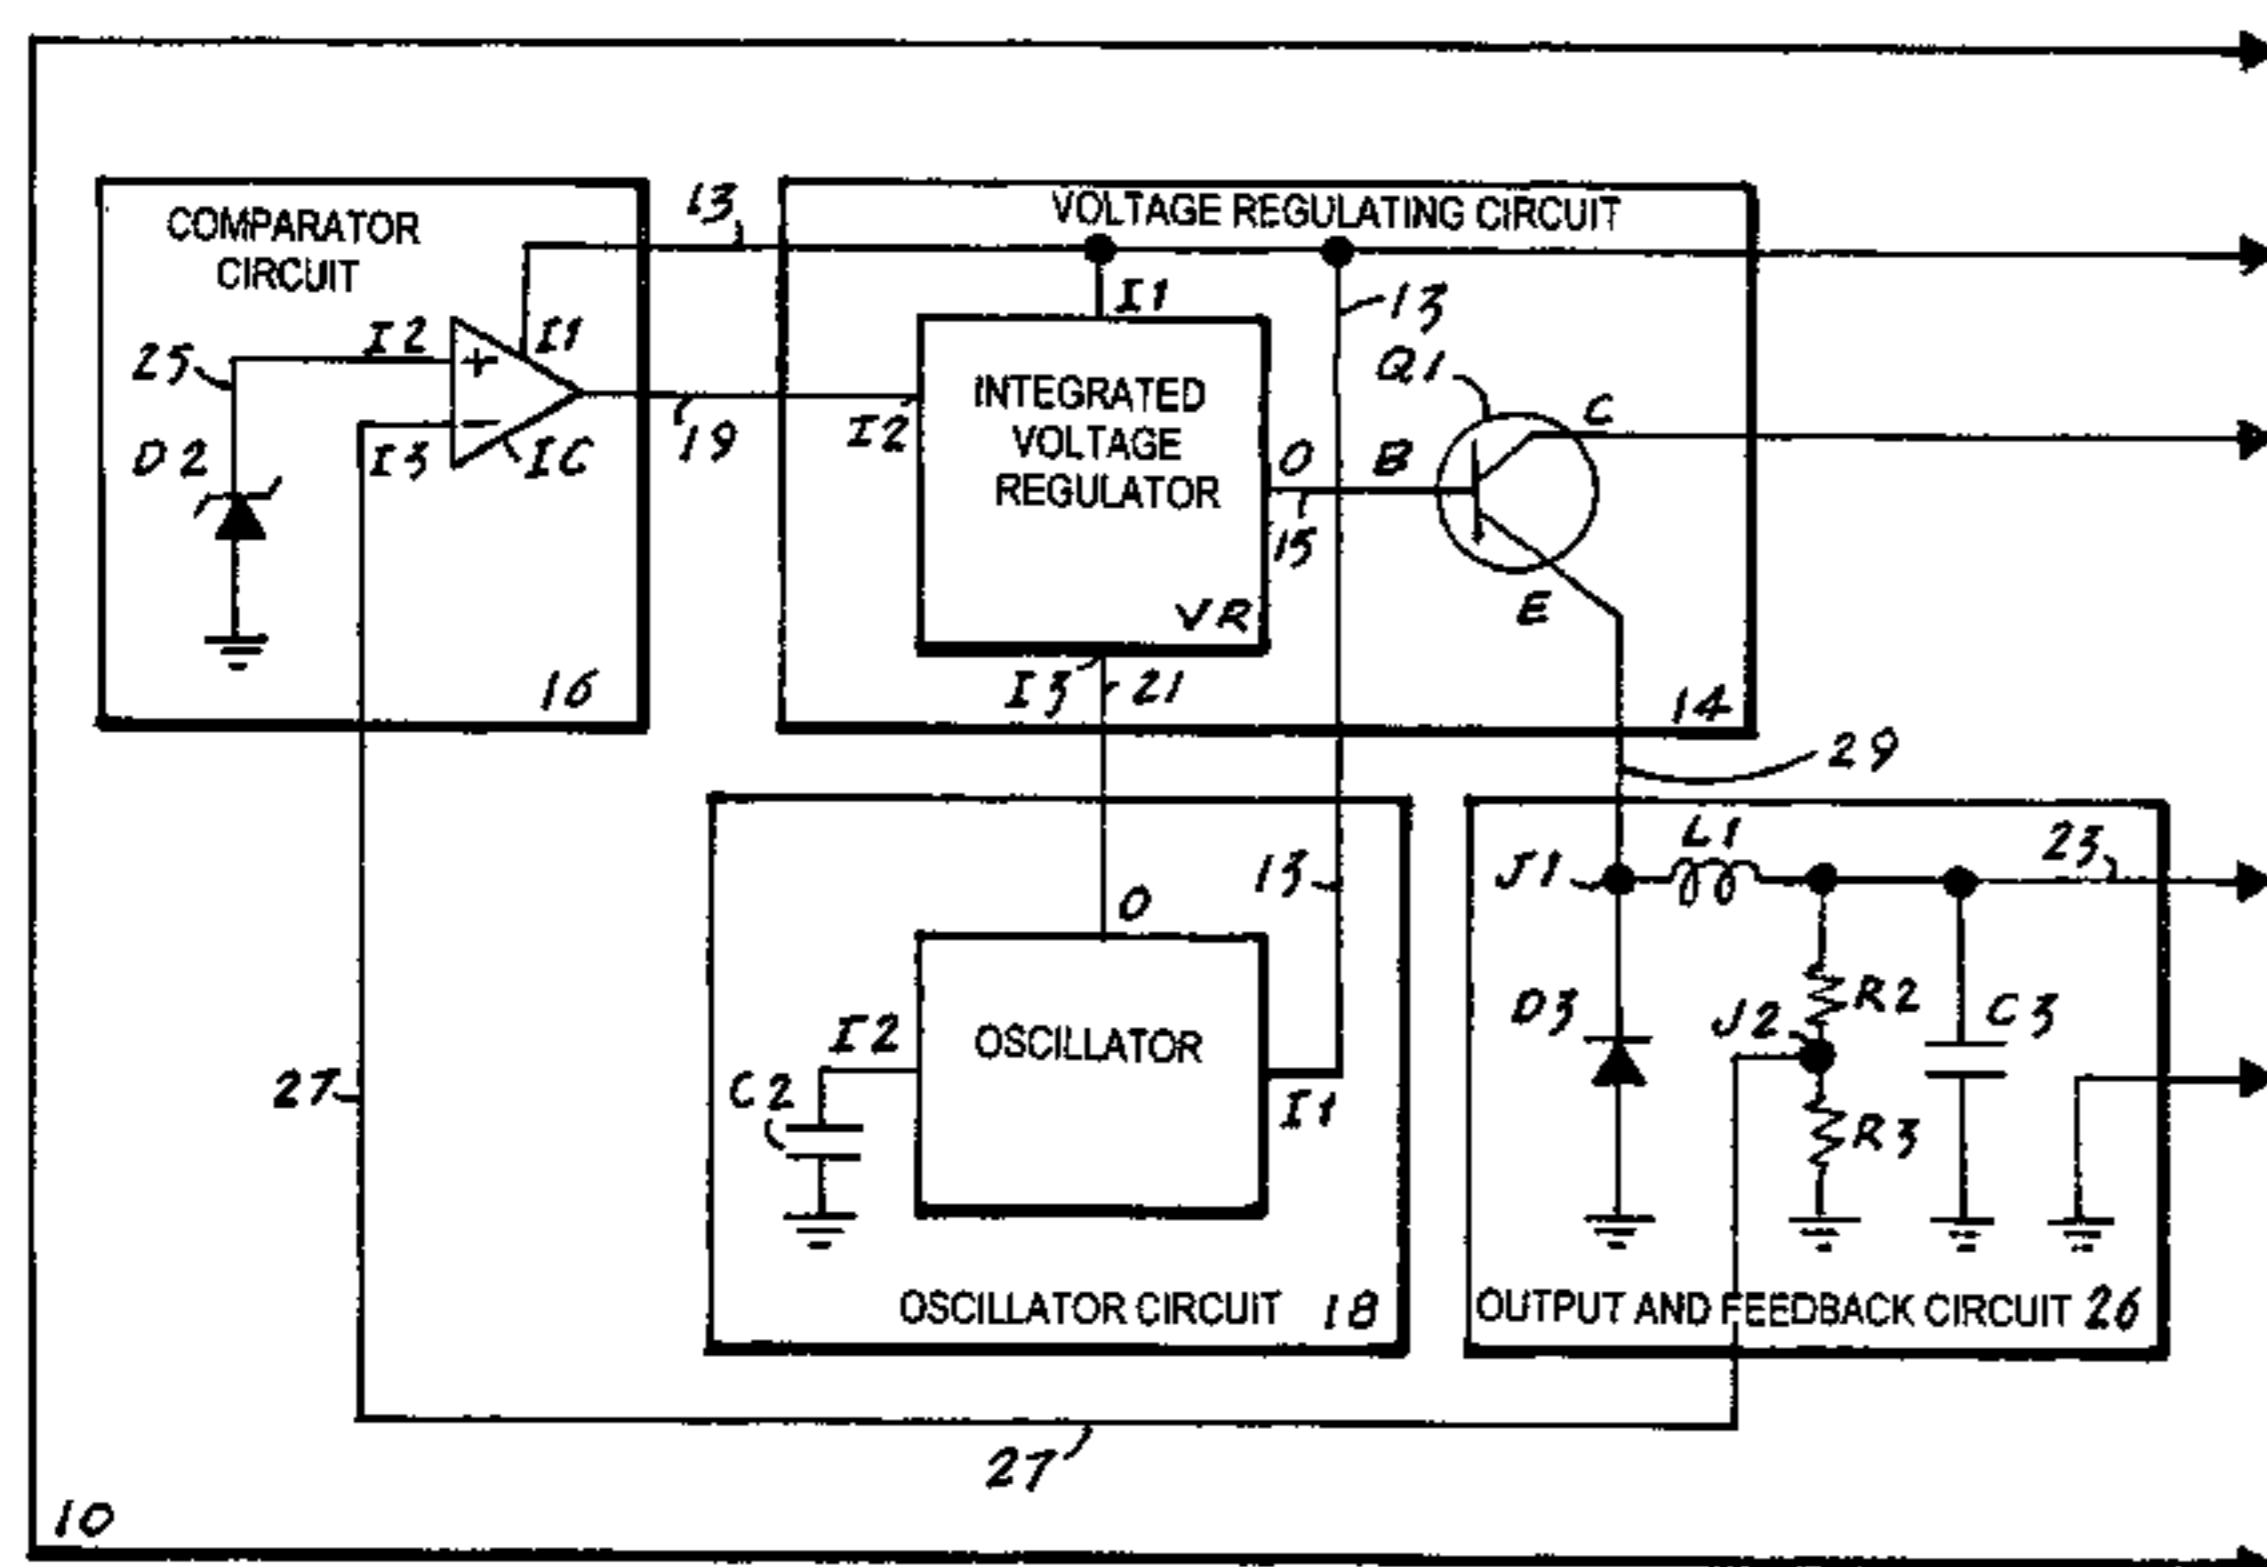 COMPARATOR
CIRCUIT
13
VOLTAGE REGULATING CIRCUIT
I1
13
25
I2
+
I1
Q1
C
INTEGRATED
VOLTAGE
REGULATOR
D2
I3
−
IC
19
I2
O
B
15
E
VR
16
I3
21
14
29
L1
J1
23
13
O
OSCILLATOR
I2
C2
I1
27
D3
J2
R2
C3
R3
OSCILLATOR CIRCUIT 18
OUTPUT AND FEEDBACK CIRCUIT 26
27
10